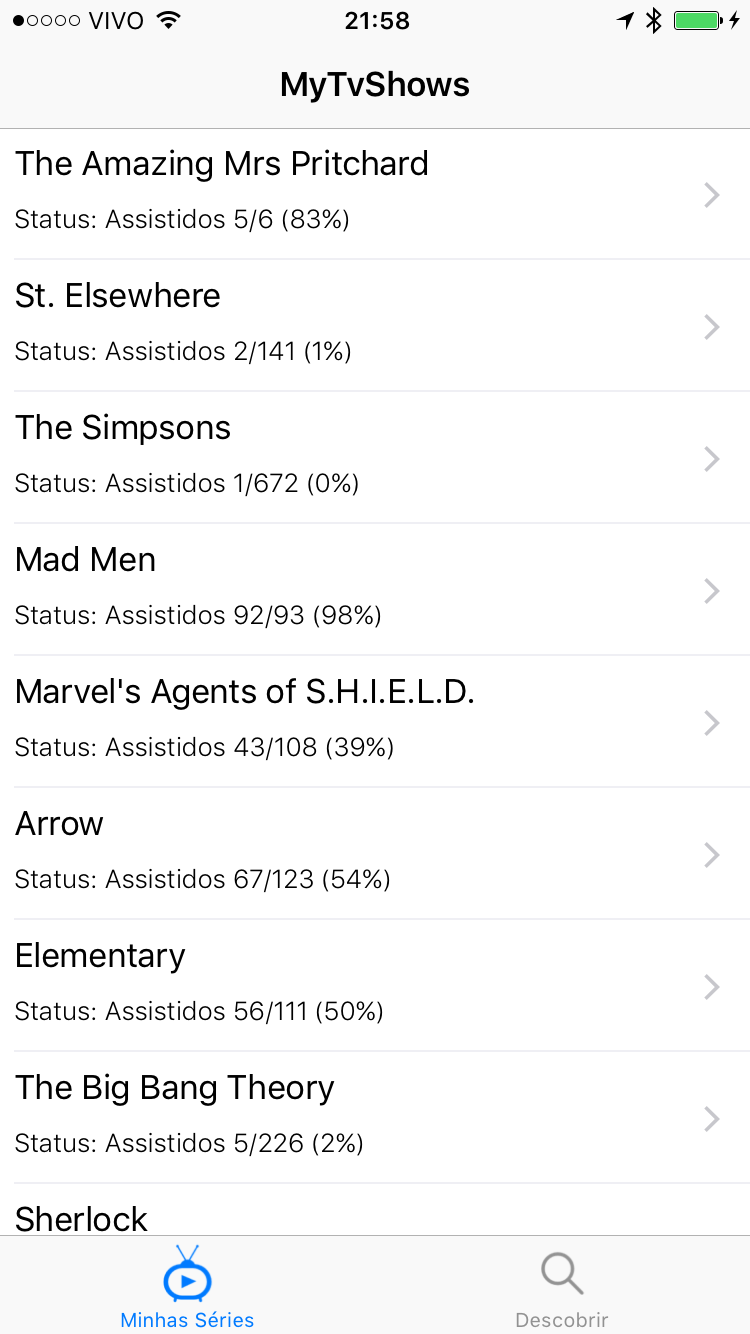 VIVO 21:58
MyTvShows
The Amazing Mrs Pritchard
Status: Assistidos 5/6 (83%)
St. Elsewhere
Status: Assistidos 2/141 (1%)
The Simpsons
Status: Assistidos 1/672 (0%)
Mad Men
Status: Assistidos 92/93 (98%)
Marvel's Agents of S.H.I.E.L.D.
Status: Assistidos 43/108 (39%)
Arrow
Status: Assistidos 67/123 (54%)
Elementary
Status: Assistidos 56/111 (50%)
The Big Bang Theory
Status: Assistidos 5/226 (2%)
Sherlock
Minhas Séries Descobrir